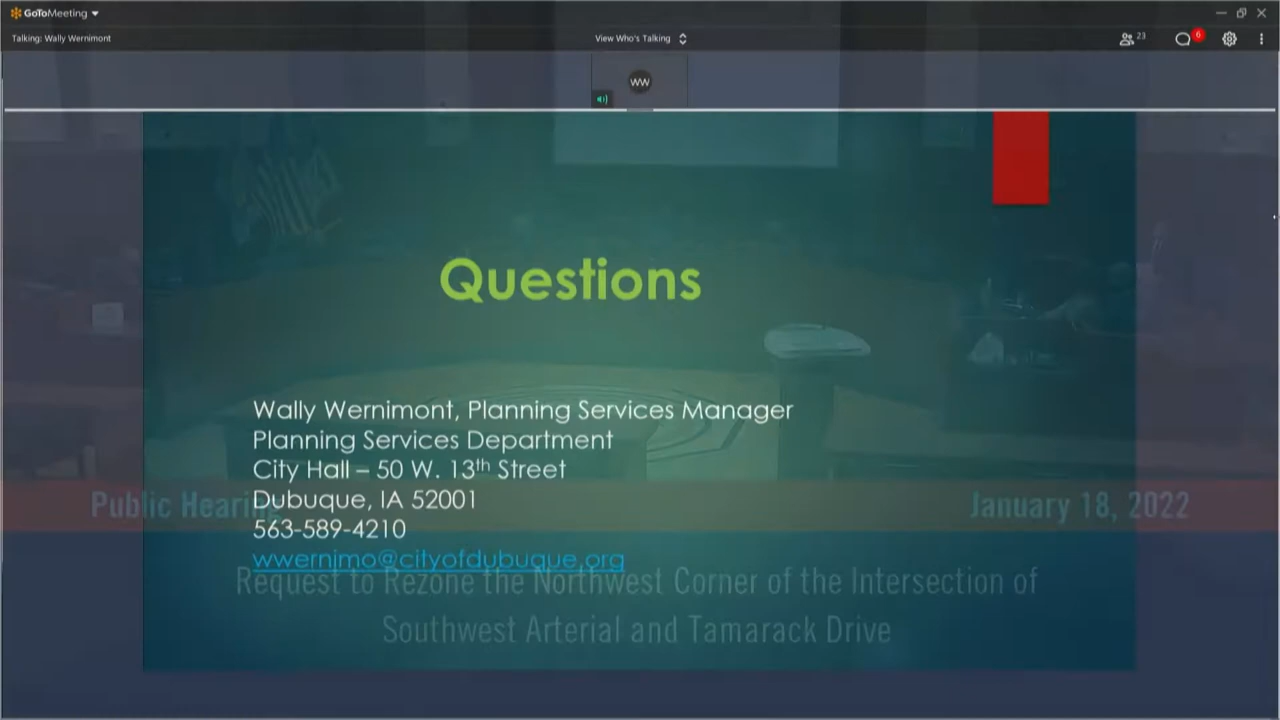 GoToMeeting
Talking: Wally Wernimont
View Who's Talking
23
6
WW
Questions
Wally Wernimont, Planning Services Manager
Planning Services Department
City Hall – 50 W. 13th Street
Dubuque, IA 52001
563-589-4210
wwernimo@cityofdubuque.org
Public Hearing
January 18, 2022
Request to Rezone the Northwest Corner of the Intersection of
Southwest Arterial and Tamarack Drive